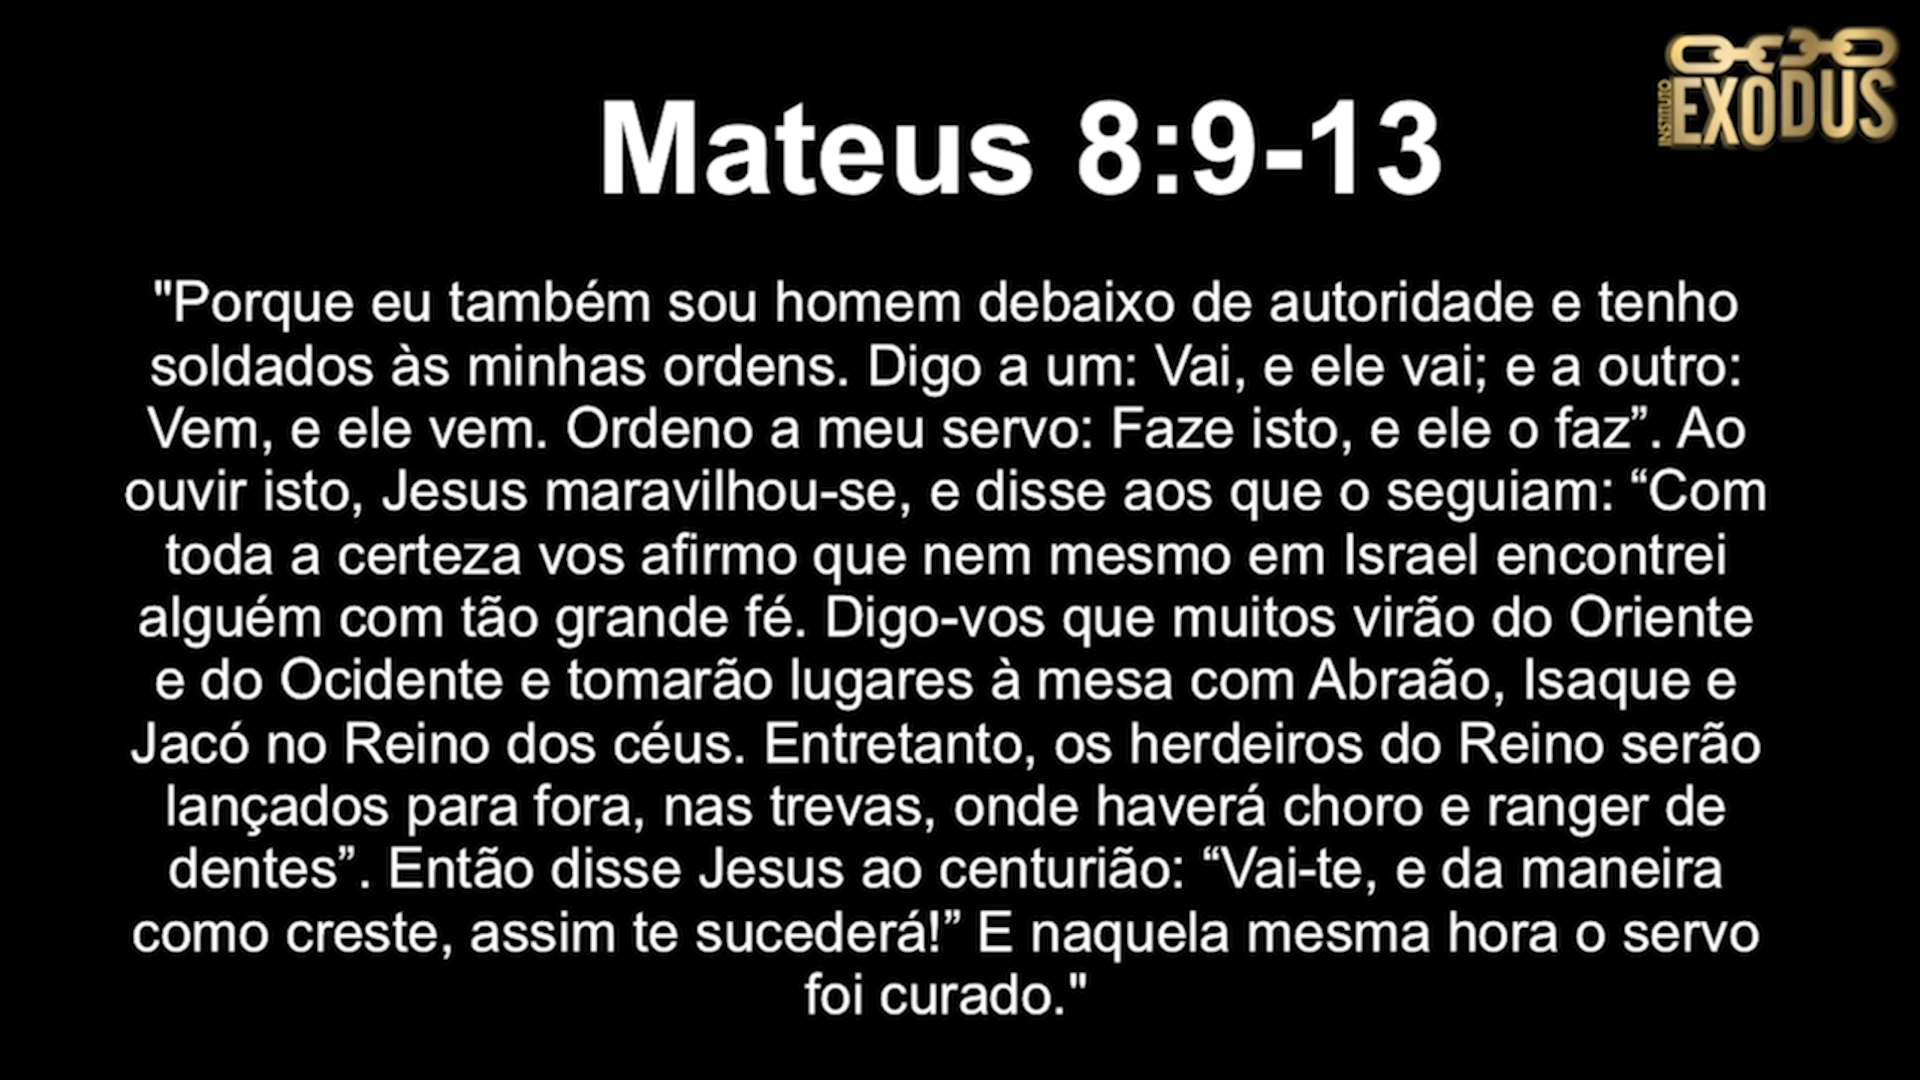 INSTITUTO
EXODUS
Mateus 8:9-13
"Porque eu também sou homem debaixo de autoridade e tenho
soldados às minhas ordens. Digo a um: Vai, e ele vai; e a outro:
Vem, e ele vem. Ordeno a meu servo: Faze isto, e ele o faz”. Ao
ouvir isto, Jesus maravilhou-se, e disse aos que o seguiam: “Com
toda a certeza vos afirmo que nem mesmo em Israel encontrei
alguém com tão grande fé. Digo-vos que muitos virão do Oriente
e do Ocidente e tomarão lugares à mesa com Abraão, Isaque e
Jacó no Reino dos céus. Entretanto, os herdeiros do Reino serão
lançados para fora, nas trevas, onde haverá choro e ranger de
dentes”. Então disse Jesus ao centurião: “Vai-te, e da maneira
como creste, assim te sucederá!” E naquela mesma hora o servo
foi curado."